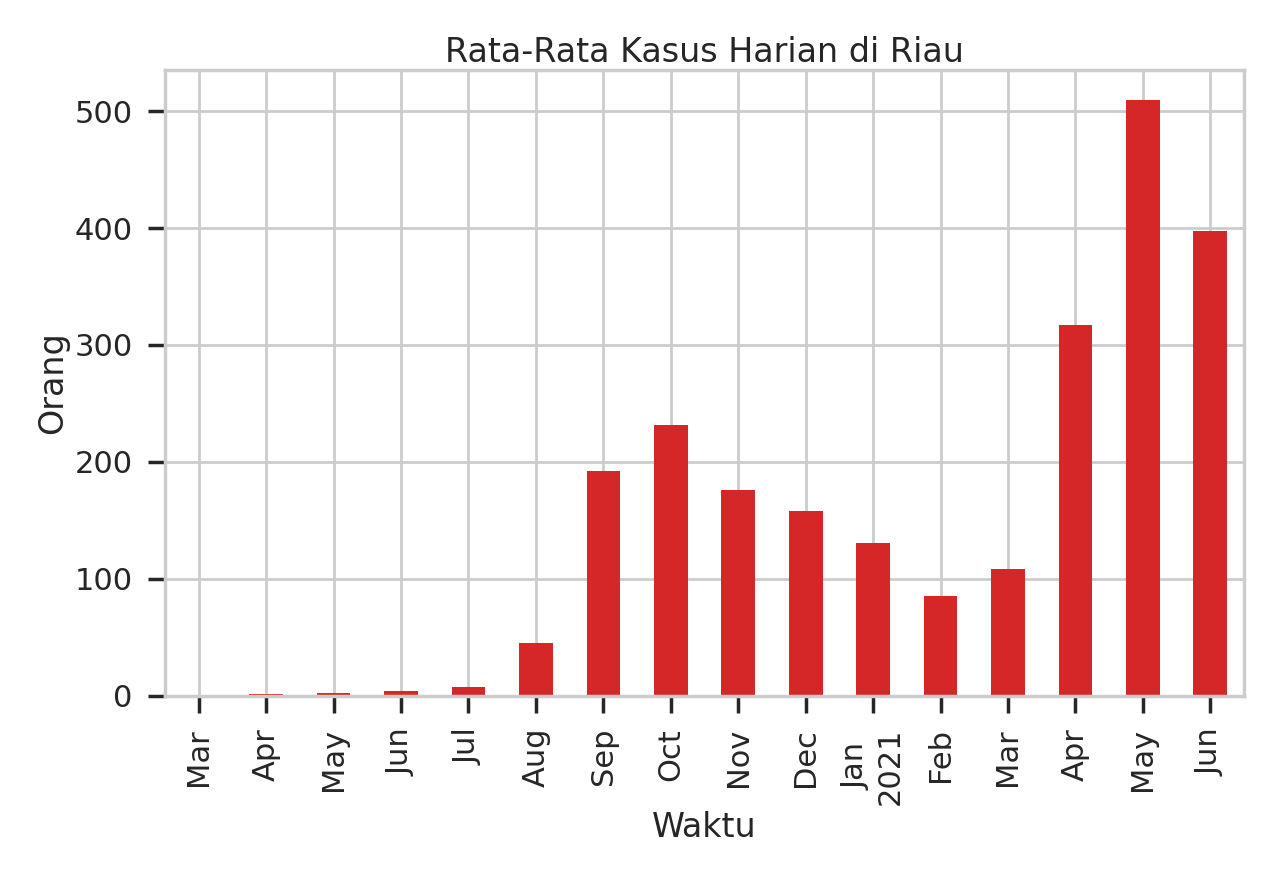 Rata-Rata Kasus Harian di Riau
Orang
500
400
300
200
100
0
Mar
Apr
May
Jun
Jul
Aug
Sep
Oct
Nov
Dec
Jan
2021
Feb
Mar
Apr
May
Jun
Waktu